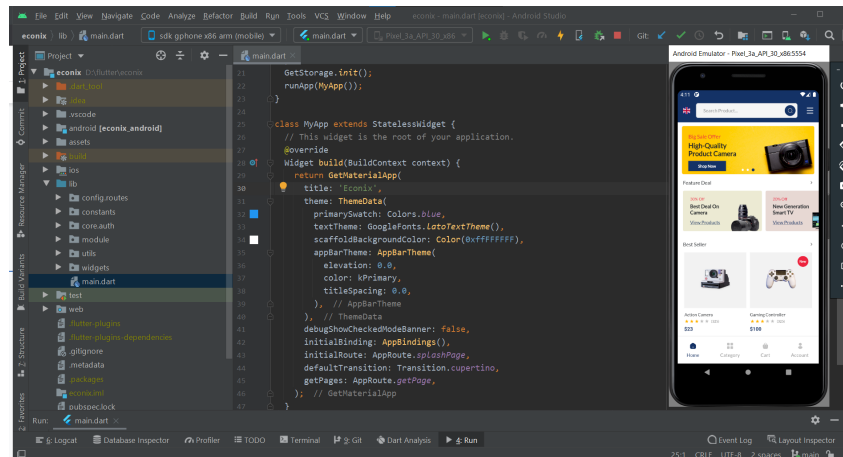 File Edit View Navigate Code Analyze Refactor Build Run Tools VCS Window Help econix - main.dart [econix] - Android Studio
econix lib main.dart sdk gphone x86 arm (mobile) main.dart Pixel_3a_API_30_x86 Git:
Project
main.dart
1: Project
Commit
Resource Manager
Build Variants
Structure
Favorites
econix D:\flutter\econix
.dart_tool
.idea
.vscode
android [econix_android]
assets
build
ios
lib
config.routes
constants
core.auth
module
utils
widgets
main.dart
test
web
.flutter-plugins
.flutter-plugins-dependencies
.gitignore
.metadata
.packages
econix.iml
pubspec.lock
21 GetStorage.init();
22 runApp(MyApp());
23 }
class MyApp extends StatelessWidget {
26 // This widget is the root of your application.
27 @override
28 Widget build(BuildContext context) {
29 return GetMaterialApp(
30 title: 'Econix',
31 theme: ThemeData(
32 primarySwatch: Colors.blue,
33 textTheme: GoogleFonts.latoTextTheme(),
34 scaffoldBackgroundColor: Color(0xffFFFFFF),
35 appBarTheme: AppBarTheme(
36 elevation: 0.0,
37 color: kPrimary,
38 titleSpacing: 0.0,
39 ), // AppBarTheme
40 ), // ThemeData
41 debugShowCheckedModeBanner: false,
42 initialBinding: AppBindings(),
43 initialRoute: AppRoute.splashPage,
44 defaultTransition: Transition.cupertino,
45 getPages: AppRoute.getPage,
46 ); // GetMaterialApp
47 }
Android Emulator - Pixel_3a_API_30_x86:5554
4:11
Search Product...
Big Sale Offer
High-Quality
Product Camera
Shop Now
Feature Deal
Best Deal On
Camera
View Products
New Generation
Smart TV
View Products
Best Seller
New
Action Camera
$23
Gaming Controller
$108
Home Category Cart Account
Run: main.dart
6: Logcat Database Inspector Profiler TODO Terminal 9: Git Dart Analysis 4: Run Event Log Layout Inspector
25:1 CRLF UTF-8 2 spaces main